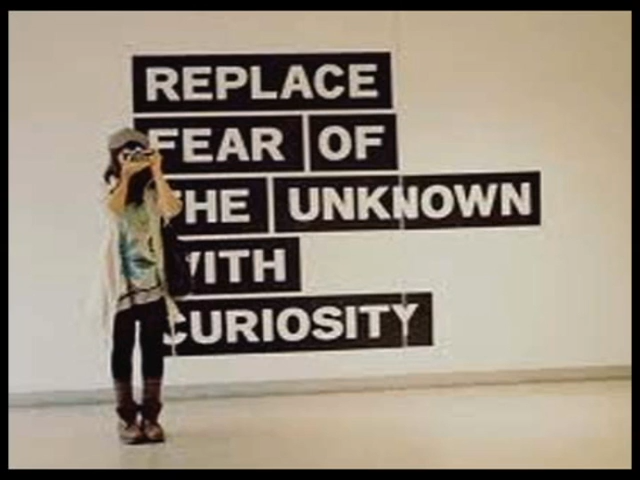 REPLACE
FEAR OF
THE UNKNOWN
WITH
CURIOSITY